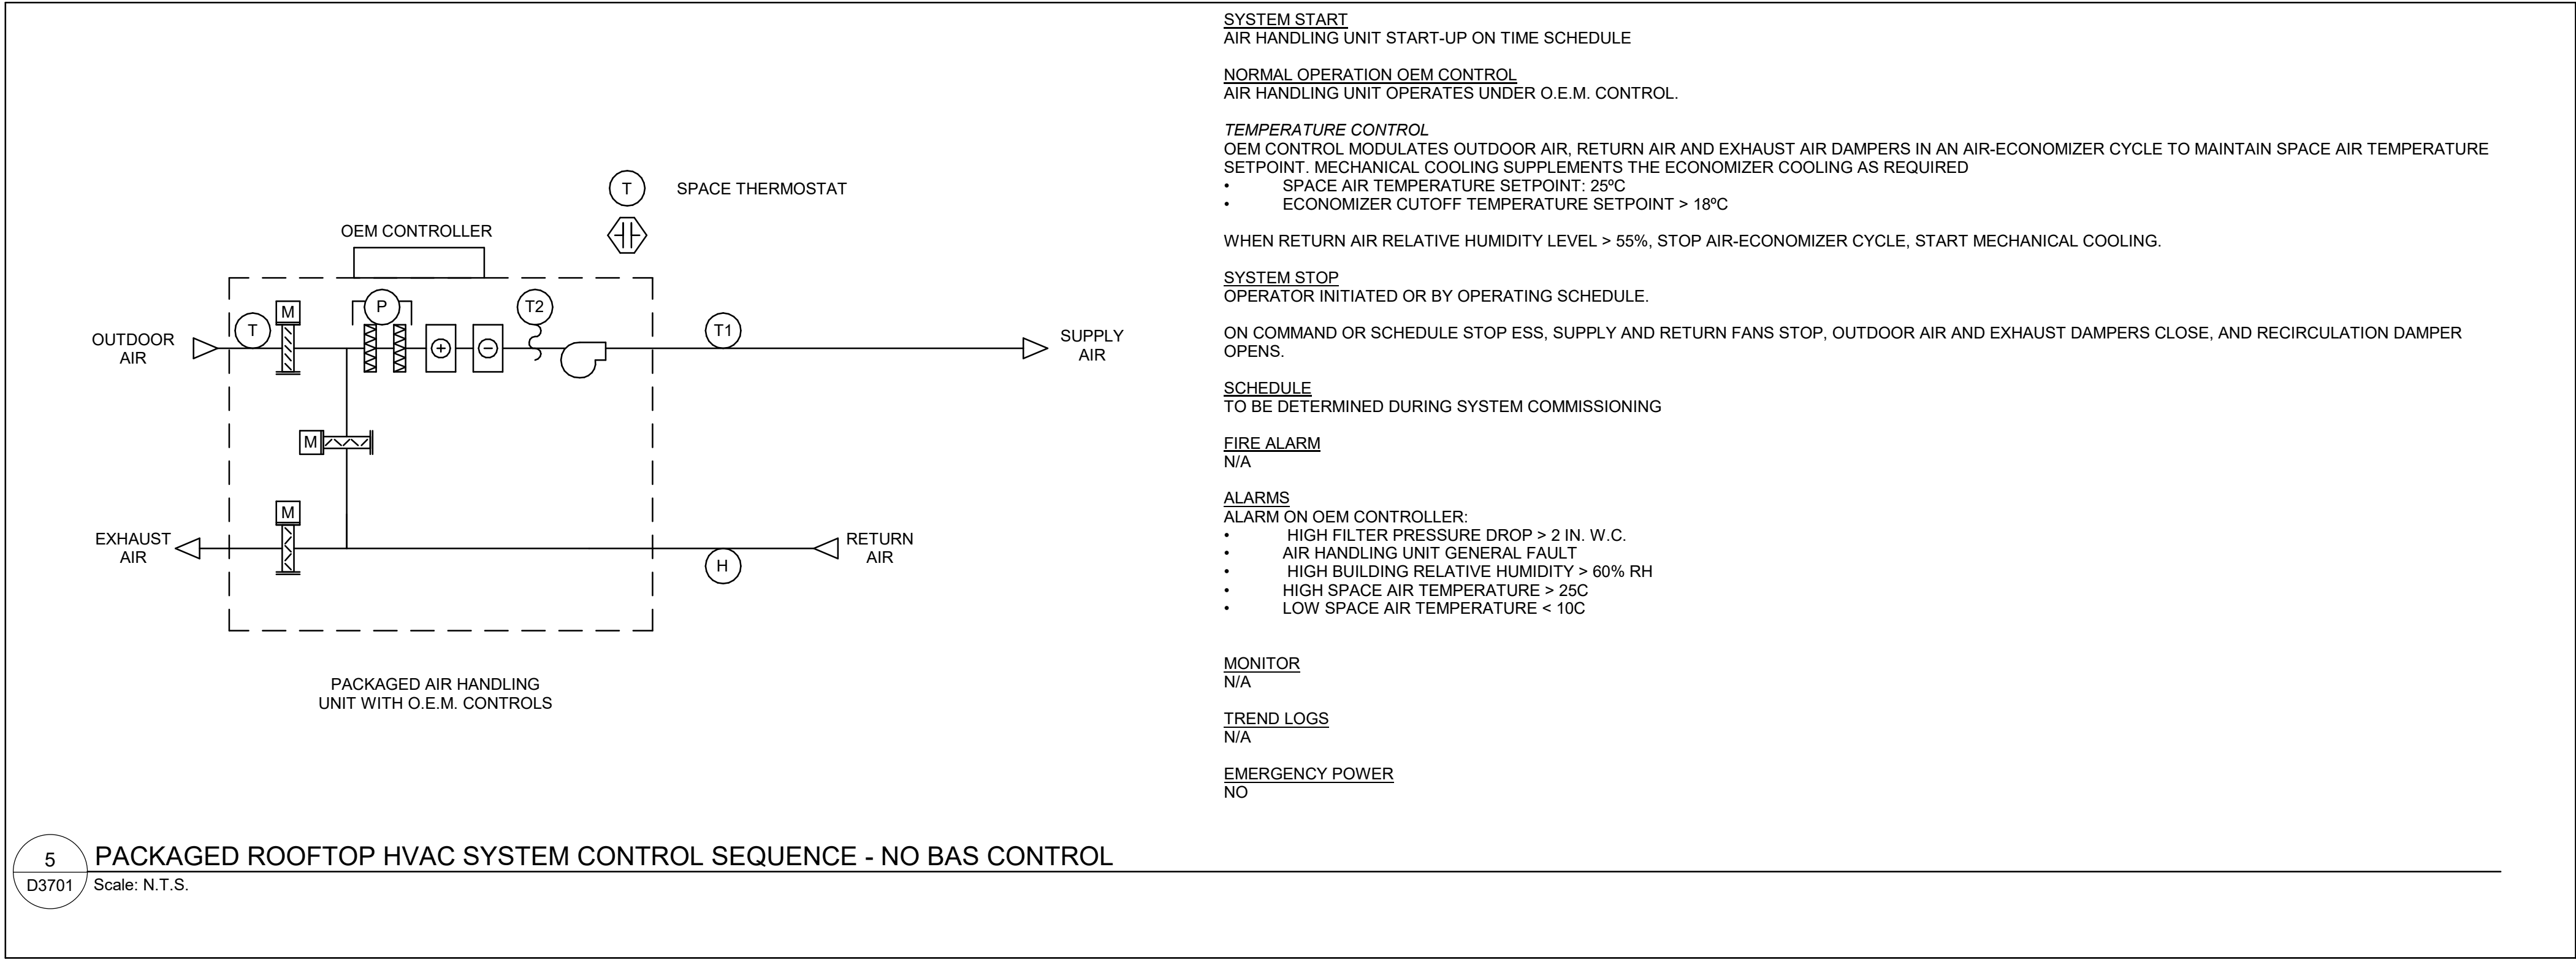 SYSTEM START
AIR HANDLING UNIT START-UP ON TIME SCHEDULE
NORMAL OPERATION OEM CONTROL
AIR HANDLING UNIT OPERATES UNDER O.E.M. CONTROL.
TEMPERATURE CONTROL
OEM CONTROL MODULATES OUTDOOR AIR, RETURN AIR AND EXHAUST AIR DAMPERS IN AN AIR-ECONOMIZER CYCLE TO MAINTAIN SPACE AIR TEMPERATURE
SETPOINT. MECHANICAL COOLING SUPPLEMENTS THE ECONOMIZER COOLING AS REQUIRED
• SPACE AIR TEMPERATURE SETPOINT: 25ºC
• ECONOMIZER CUTOFF TEMPERATURE SETPOINT > 18ºC
WHEN RETURN AIR RELATIVE HUMIDITY LEVEL > 55%, STOP AIR-ECONOMIZER CYCLE, START MECHANICAL COOLING.
SYSTEM STOP
OPERATOR INITIATED OR BY OPERATING SCHEDULE.
ON COMMAND OR SCHEDULE STOP ESS, SUPPLY AND RETURN FANS STOP, OUTDOOR AIR AND EXHAUST DAMPERS CLOSE, AND RECIRCULATION DAMPER
OPENS.
SCHEDULE
TO BE DETERMINED DURING SYSTEM COMMISSIONING
FIRE ALARM
N/A
ALARMS
ALARM ON OEM CONTROLLER:
• HIGH FILTER PRESSURE DROP > 2 IN. W.C.
• AIR HANDLING UNIT GENERAL FAULT
• HIGH BUILDING RELATIVE HUMIDITY > 60% RH
• HIGH SPACE AIR TEMPERATURE > 25C
• LOW SPACE AIR TEMPERATURE < 10C
MONITOR
N/A
TREND LOGS
N/A
EMERGENCY POWER
NO
T SPACE THERMOSTAT
OEM CONTROLLER
M
P
T2
T
T1
OUTDOOR
AIR
SUPPLY
AIR
M
M
EXHAUST
AIR
RETURN
AIR
H
PACKAGED AIR HANDLING
UNIT WITH O.E.M. CONTROLS
5
D3701
PACKAGED ROOFTOP HVAC SYSTEM CONTROL SEQUENCE - NO BAS CONTROL
Scale: N.T.S.